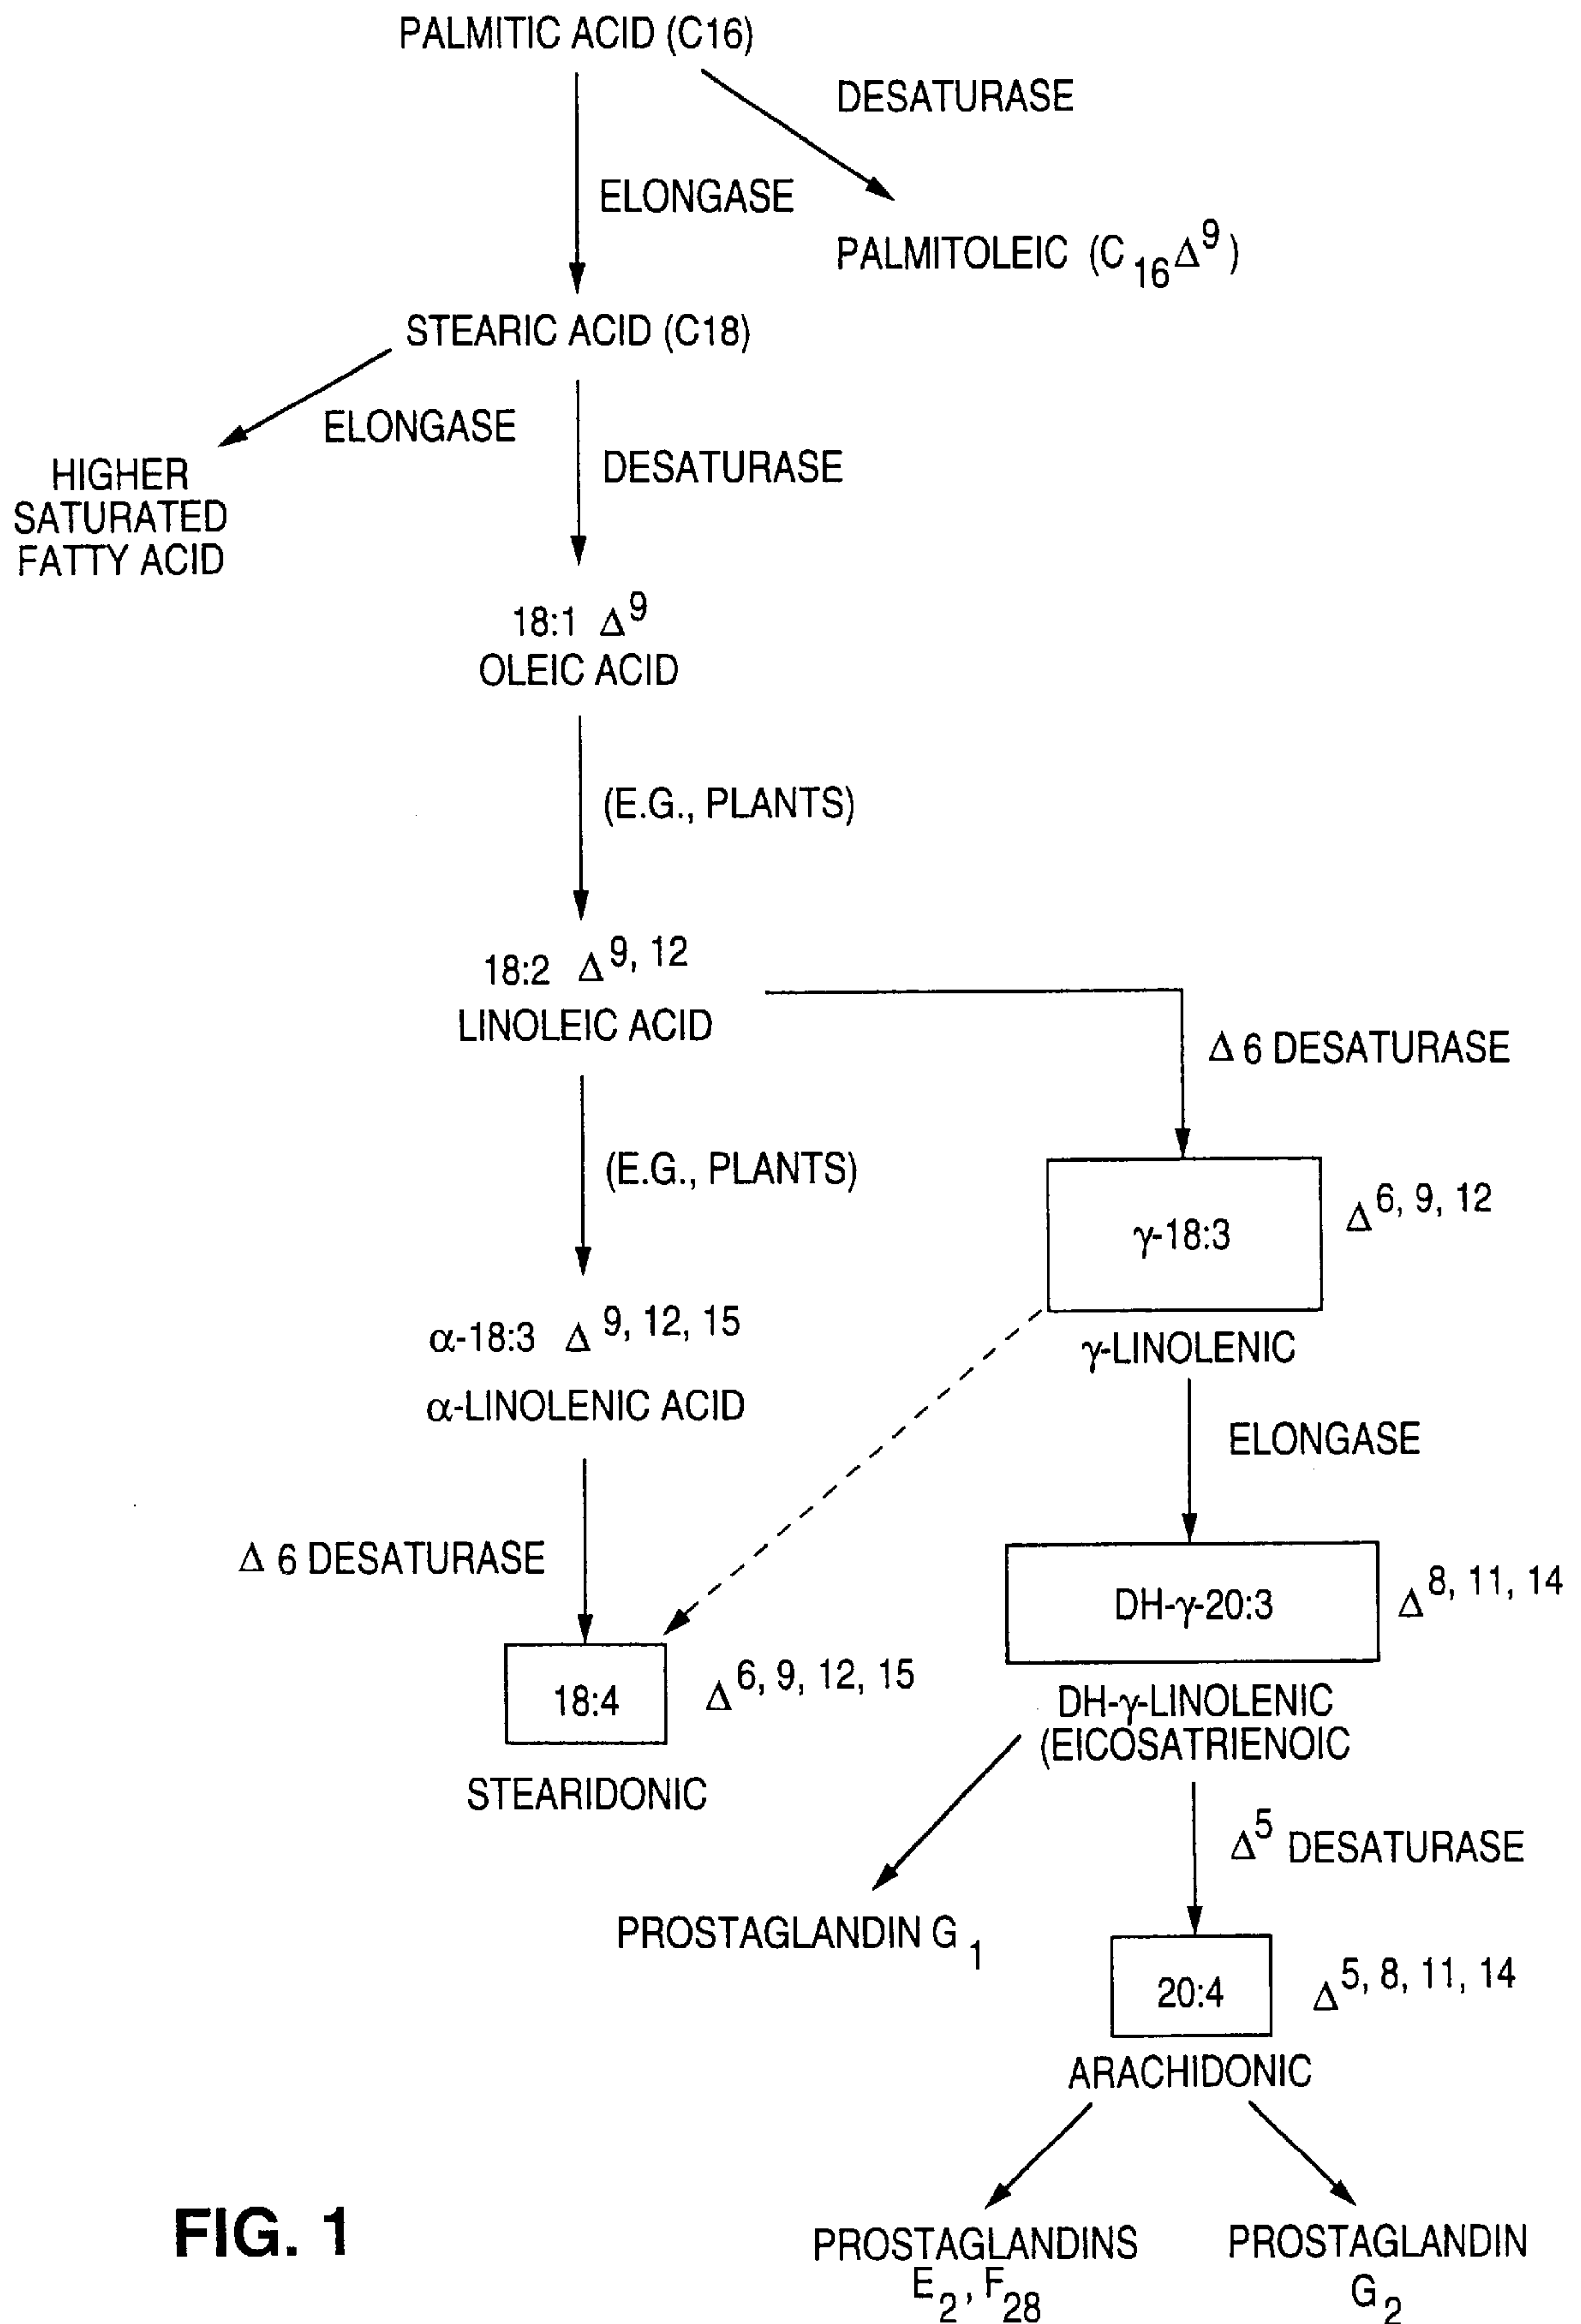 PALMITIC ACID (C16)
DESATURASE
ELONGASE
PALMITOLEIC (C16Δ9)
STEARIC ACID (C18)
ELONGASE
DESATURASE
HIGHER
SATURATED
FATTY ACID
18:1 Δ9
OLEIC ACID
(E.G., PLANTS)
18:2 Δ9, 12
LINOLEIC ACID
Δ 6 DESATURASE
(E.G., PLANTS)
γ-18:3
Δ6, 9, 12
γ-LINOLENIC
α-18:3 Δ 9, 12, 15
α-LINOLENIC ACID
ELONGASE
Δ 6 DESATURASE
DH-γ-20:3
Δ8, 11, 14
18:4
Δ6, 9, 12, 15
STEARIDONIC
DH-γ-LINOLENIC
(EICOSATRIENOIC
Δ5 DESATURASE
PROSTAGLANDIN G1
20:4
Δ5, 8, 11, 14
ARACHIDONIC
PROSTAGLANDINS
E2, F28
PROSTAGLANDIN
G2
FIG. 1